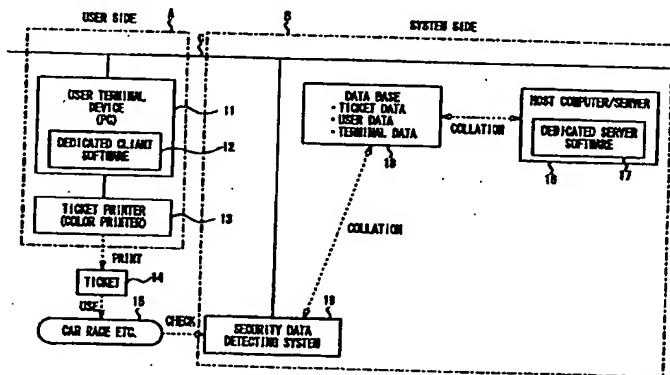 USER SIDE
A
B
SYSTEM SIDE
C
USER TERMINAL
DEVICE
(PC)
11
DEDICATED CLIANT
SOFTWARE
12
TICKET PRINTER
(COLOR PRINTER)
13
PRINT
TICKET
14
USE
15
CAR RACE ETC.
CHECK
DATA BASE
・TICKET DATA
・USER DATA
・TERMINAL DATA
18
COLLATION
HOST COMPUTER/SERVER
DEDICATED SERVER
SOFTWARE
16
17
COLLATION
19
SECURITY DATA
DETECTING SYSTEM